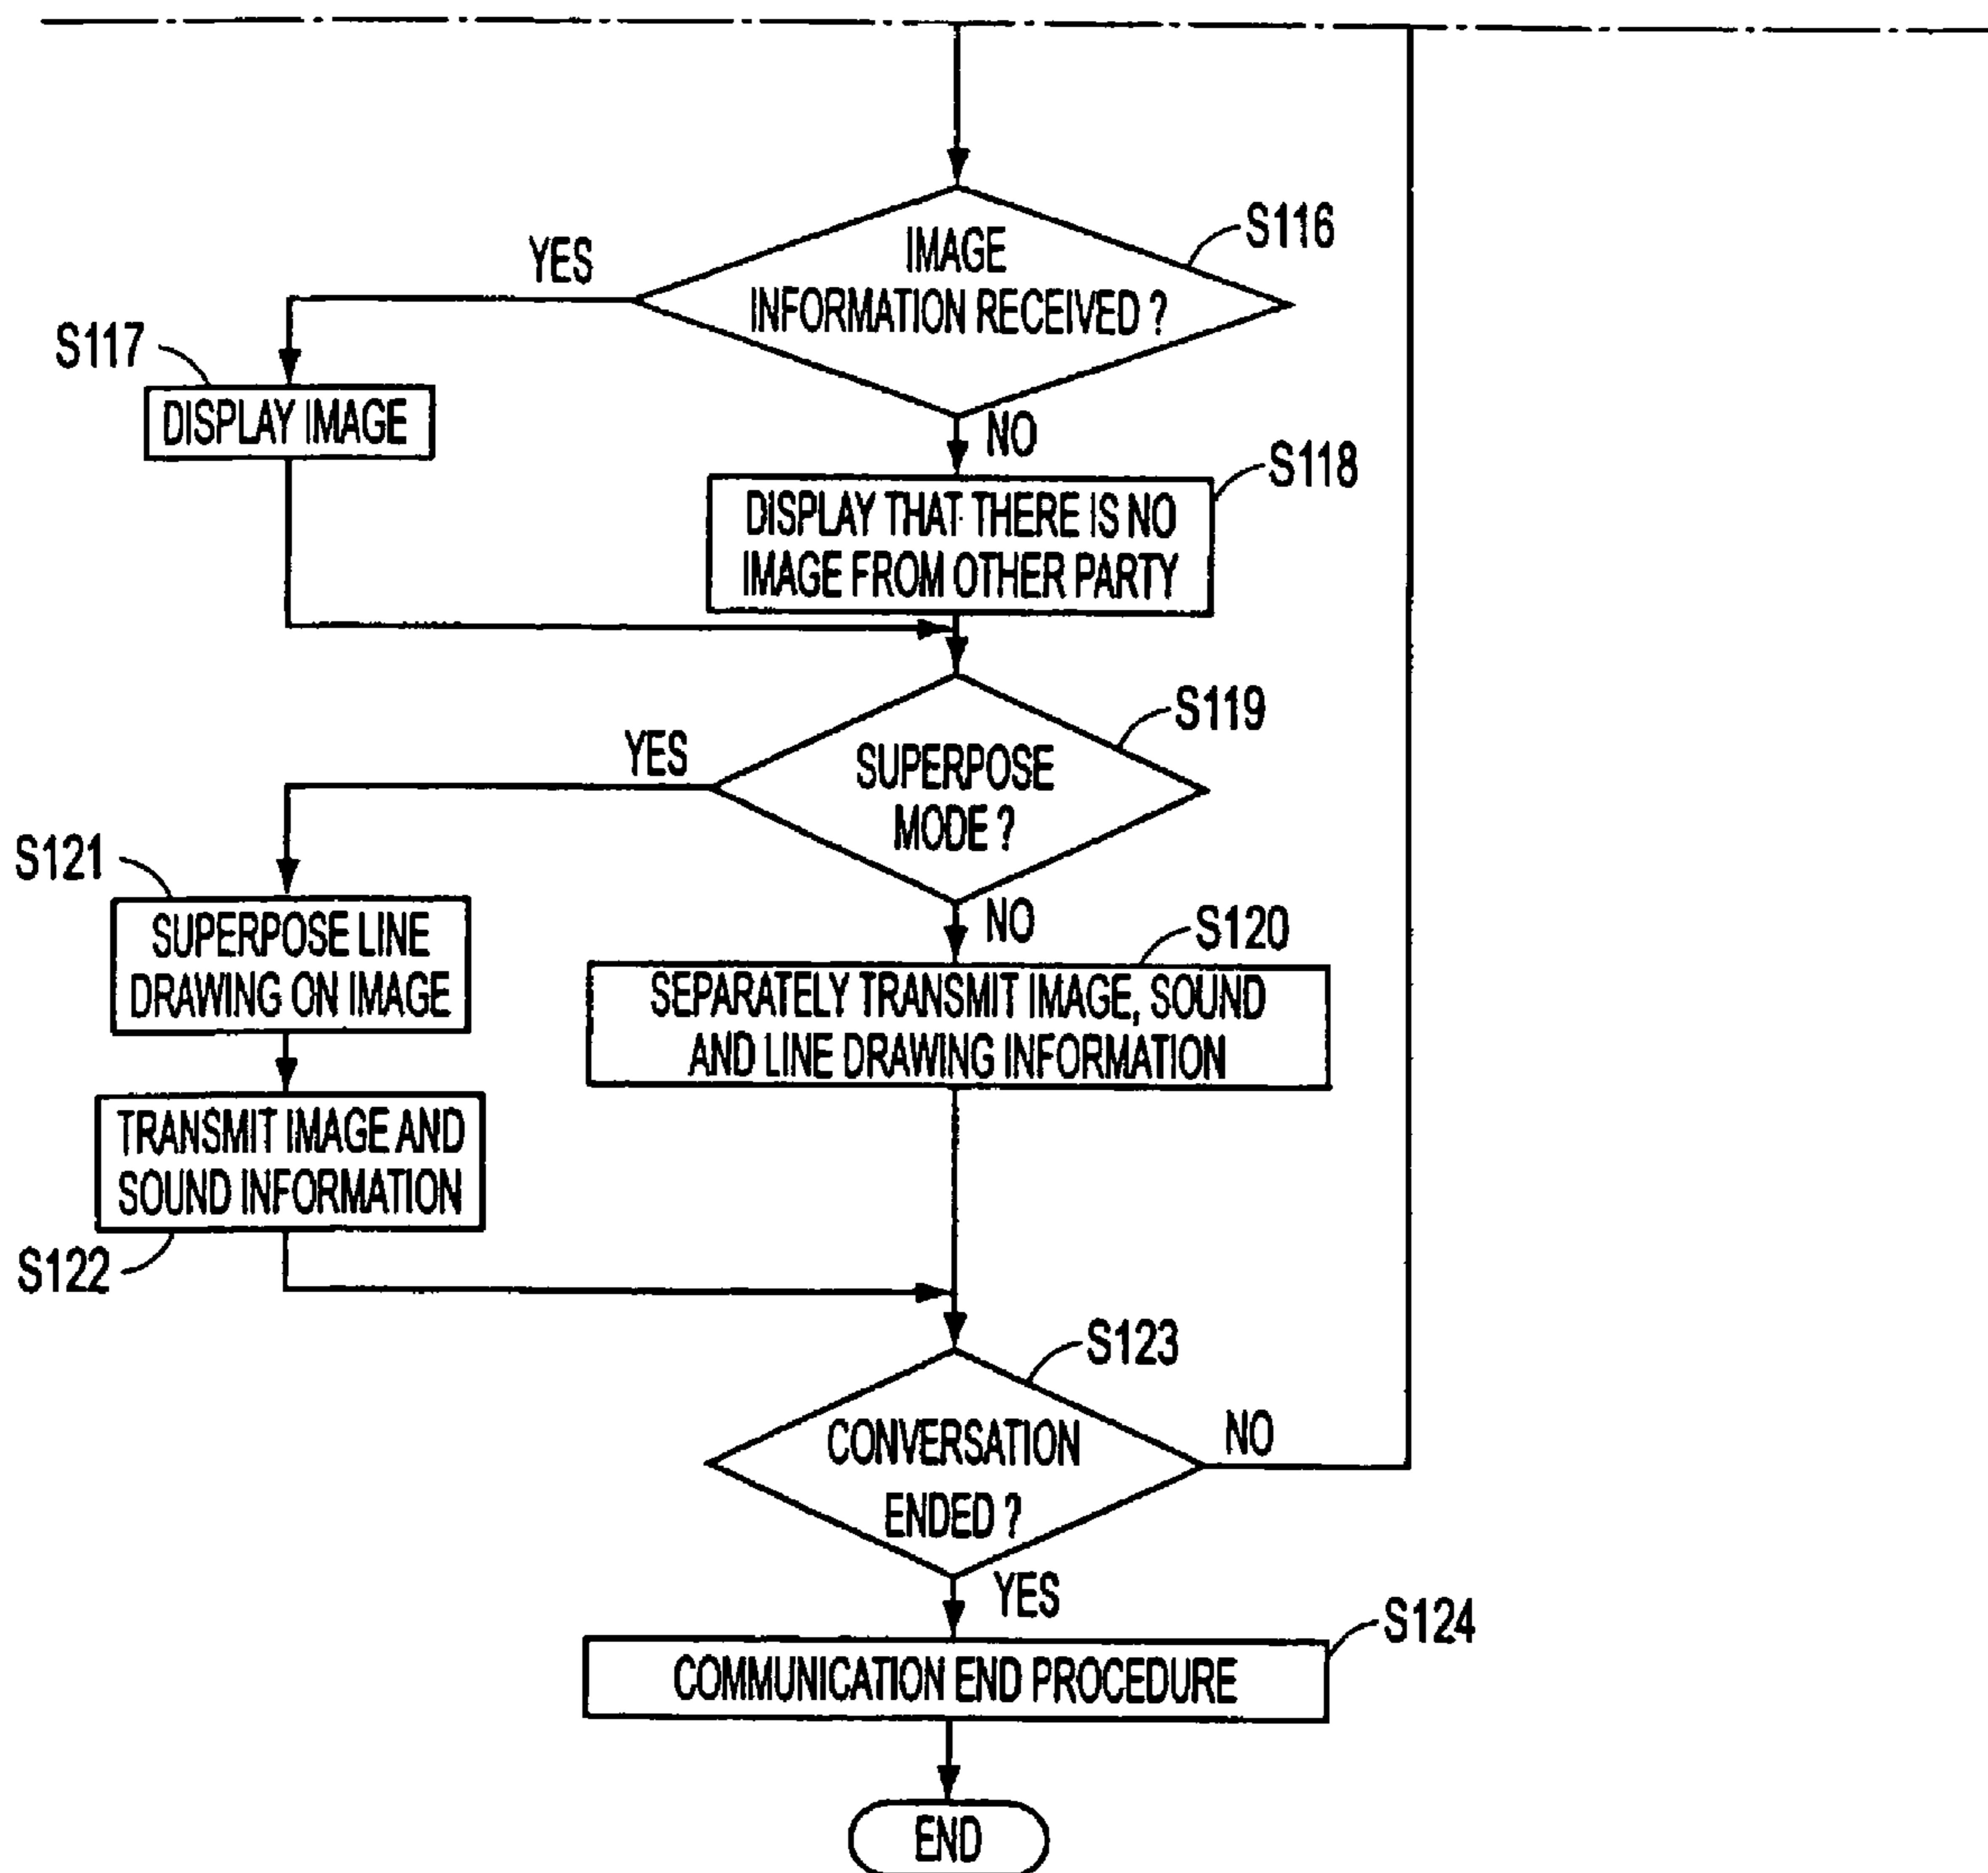 S116
IMAGE
INFORMATION RECEIVED ?
YES
S117
DISPLAY IMAGE
NO
S118
DISPLAY THAT THERE IS NO
IMAGE FROM OTHER PARTY
S119
SUPERPOSE
MODE ?
YES
S121
SUPERPOSE LINE
DRAWING ON IMAGE
NO
S120
SEPARATELY TRANSMIT IMAGE, SOUND
AND LINE DRAWING INFORMATION
TRANSMIT IMAGE AND
SOUND INFORMATION
S122
S123
CONVERSATION
ENDED ?
NO
YES
S124
COMMUNICATION END PROCEDURE
END